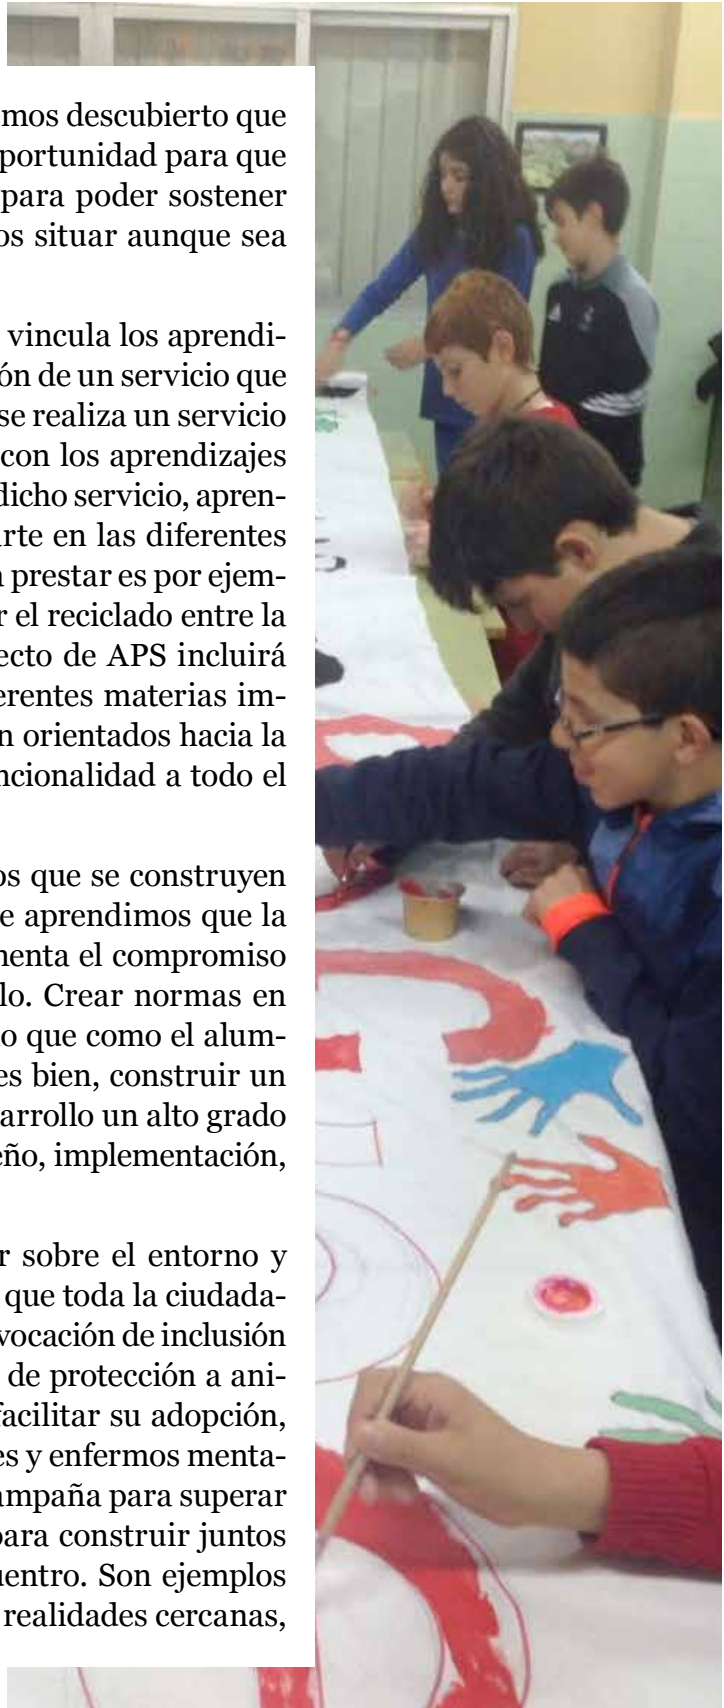 mos descubierto que
portunidad para que
para poder sostener
os situar aunque sea
vincula los aprendi-
ón de un servicio que
se realiza un servicio
con los aprendizajes
dicho servicio, apren-
rte en las diferentes
prestar es por ejem-
r el reciclado entre la
ecto de APS incluirá
erentes materias im-
n orientados hacia la
ncionalidad a todo el
os que se construyen
e aprendimos que la
nenta el compromiso
lo. Crear normas en
o que como el alum-
es bien, construir un
arrollo un alto grado
eño, implementación,
r sobre el entorno y
que toda la ciudada-
vocación de inclusión
de protección a ani-
facilitar su adopción,
es y enfermos menta-
ampaña para superar
para construir juntos
uentro. Son ejemplos
realidades cercanas,